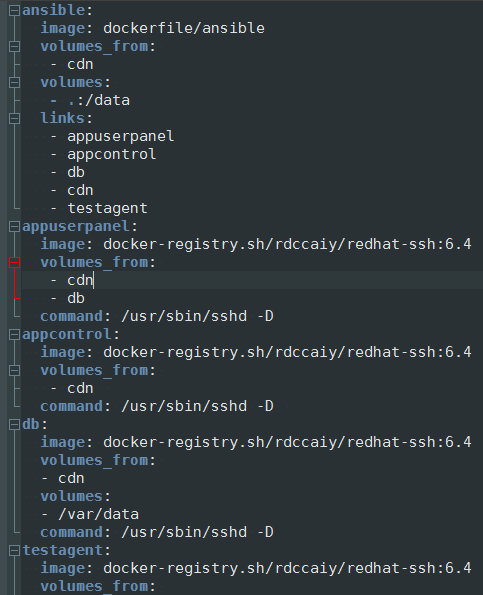 ansible:
  image: dockerfile/ansible
  volumes_from:
   - cdn
  volumes:
   - .:/data
  links:
   - appuserpanel
   - appcontrol
   - db
   - cdn
   - testagent
appuserpanel:
  image: docker-registry.sh/rdccaiy/redhat-ssh:6.4
  volumes_from:
   - cdn
   - db
  command: /usr/sbin/sshd -D
appcontrol:
  image: docker-registry.sh/rdccaiy/redhat-ssh:6.4
  volumes_from:
   - cdn
  command: /usr/sbin/sshd -D
db:
  image: docker-registry.sh/rdccaiy/redhat-ssh:6.4
  volumes_from:
  - cdn
  volumes:
  - /var/data
  command: /usr/sbin/sshd -D
testagent:
  image: docker-registry.sh/rdccaiy/redhat-ssh:6.4
  volumes_from: